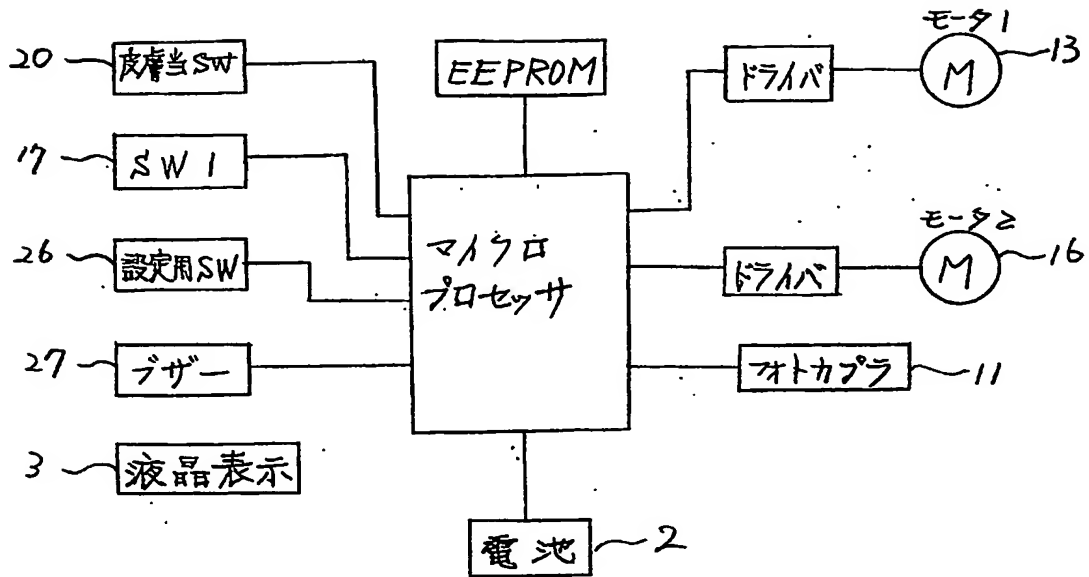 モータ1
20 皮膚当SW
EEPROM
ドライバ
M
13
17 SW1
26 設定用SW
マイクロ
プロセッサ
モータ2
ドライバ
M
16
27 ブザー
フォトカプラ
11
3 液晶表示
電池
2